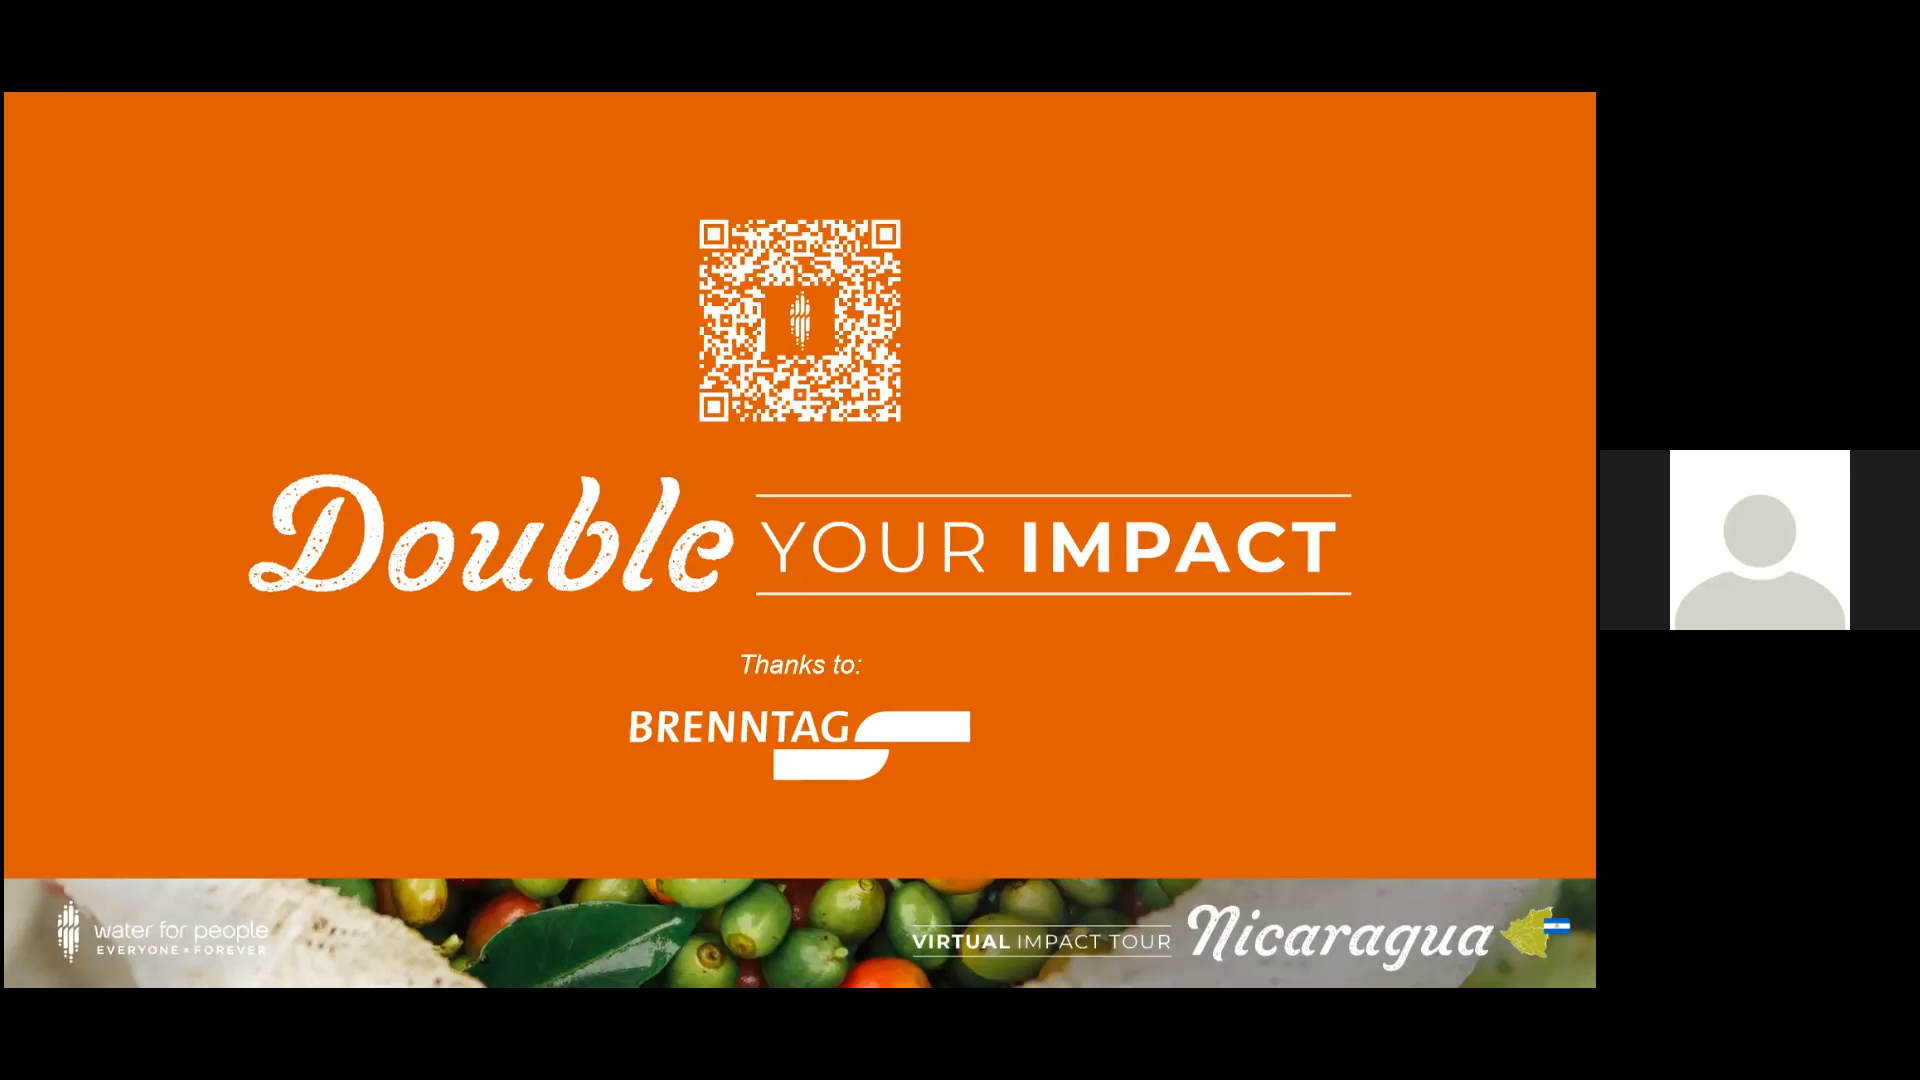 Double YOUR IMPACT
Thanks to:
BRENNTAG
water for people
EVERYONE • FOREVER
VIRTUAL IMPACT TOUR Nicaragua